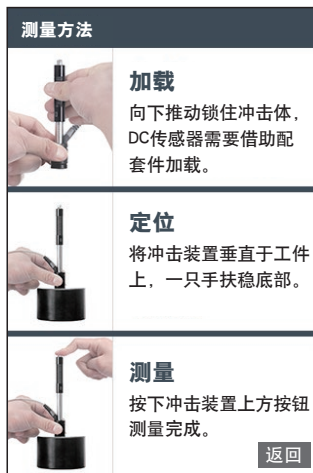 测量方法
加载
向下推动锁住冲击体，
DC传感器需要借助配
套件加载。
定位
将冲击装置垂直于工件
上，一只手扶稳底部。
测量
按下冲击装置上方按钮
测量完成。
返回